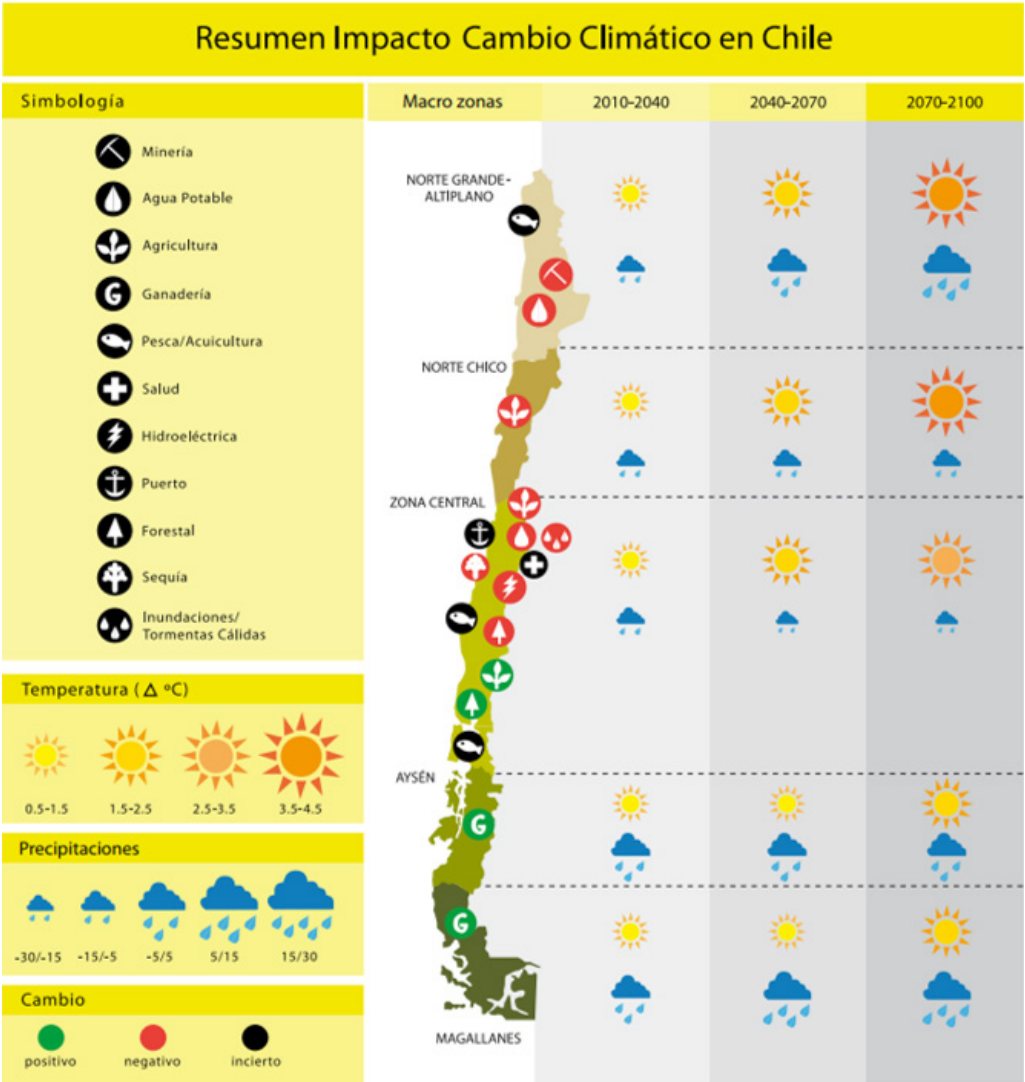 Resumen Impacto Cambio Climático en Chile
Simbología
Minería
Agua Potable
Agricultura
G
Ganadería
Pesca/Acuicultura
Salud
Hidroeléctrica
Puerto
Forestal
Sequía
Inundaciones/
Tormentas Cálidas
Temperatura ( Δ ºC)
0.5-1.5 1.5-2.5 2.5-3.5 3.5-4.5
Precipitaciones
-30/-15 -15/-5 -5/5 5/15 15/30
Cambio
positivo negativo incierto
Macro zonas 2010-2040 2040-2070 2070-2100
NORTE GRANDE-
ALTIPLANO
NORTE CHICO
ZONA CENTRAL
AYSÉN
G
G
MAGALLANES